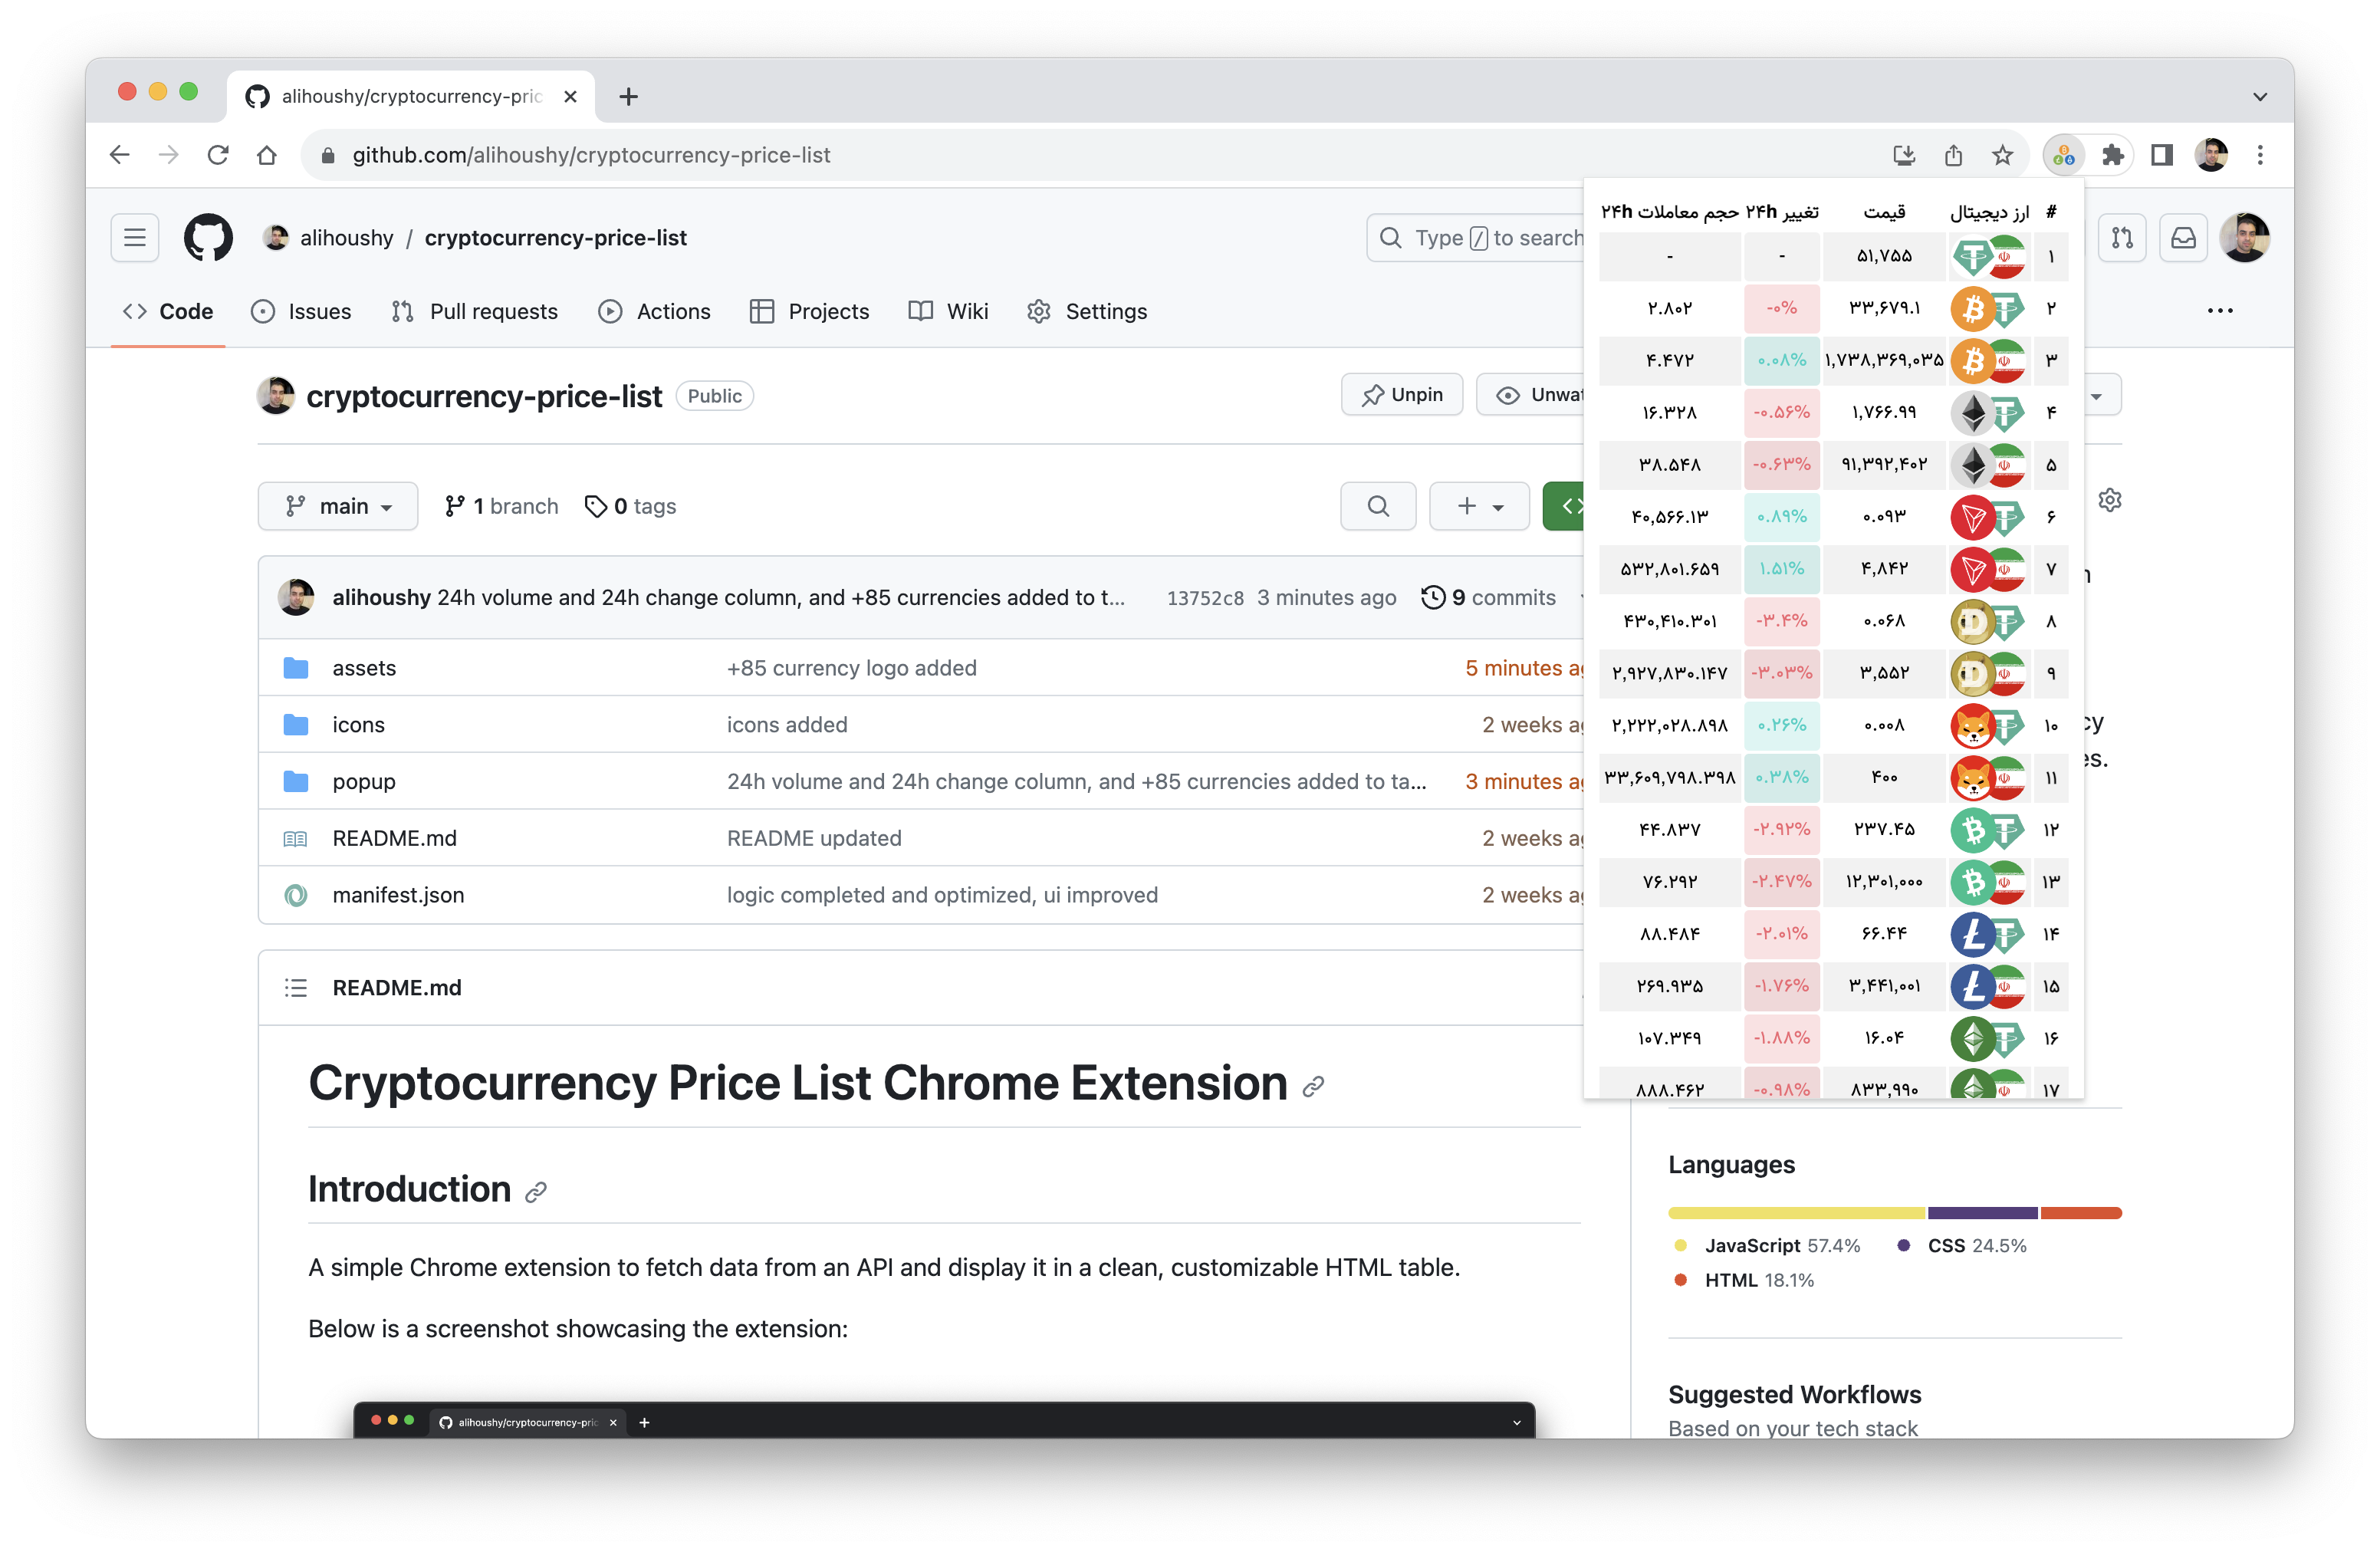 alihoushy/cryptocurrency-pric
github.com/alihoushy/cryptocurrency-price-list
alihoushy / cryptocurrency-price-list
Type / to search
Code Issues Pull requests Actions Projects Wiki Settings
cryptocurrency-price-list Public
Unpin Unwat
main 1 branch 0 tags
alihoushy 24h volume and 24h change column, and +85 currencies added to t... 13752c8 3 minutes ago 9 commits
assets +85 currency logo added 5 minutes ag
icons icons added 2 weeks ag
popup 24h volume and 24h change column, and +85 currencies added to ta... 3 minutes ag
README.md README updated 2 weeks ag
manifest.json logic completed and optimized, ui improved 2 weeks ag
README.md
Cryptocurrency Price List Chrome Extension
Introduction
A simple Chrome extension to fetch data from an API and display it in a clean, customizable HTML table.
Below is a screenshot showcasing the extension:
alihoushy/cryptocurrency-pric
# ارز دیجیتال قیمت تغییر ۲۴h حجم معاملات ۲۴h
۱ ۵۱,۷۵۵ - -
۲ ۳۳,۶۷۹.۱ -۰% ۲.۸۰۲
۳ ۱,۷۳۸,۳۶۹,۰۳۵ ۰.۰۸% ۴.۴۷۲
۴ ۱,۷۶۶.۹۹ -۰.۵۶% ۱۶.۳۲۸
۵ ۹۱,۳۹۲,۴۰۲ -۰.۶۳% ۳۸.۵۴۸
۶ ۰.۰۹۳ ۰.۸۹% ۴۰,۵۶۶.۱۳
۷ ۴,۸۴۲ ۱.۵۱% ۵۳۲,۸۰۱.۶۵۹
۸ ۰.۰۶۸ -۳.۴% ۴۳۰,۴۱۰.۳۰۱
۹ ۳,۵۵۲ -۳.۰۳% ۲,۹۲۷,۸۳۰.۱۴۷
۱۰ ۰.۰۰۸ ۰.۲۶% ۲,۲۲۲,۰۲۸.۸۹۸
۱۱ ۴۰۰ ۰.۳۸% ۳۳,۶۰۹,۷۹۸.۳۹۸
۱۲ ۲۳۷.۴۵ -۲.۹۲% ۴۴.۸۳۷
۱۳ ۱۲,۳۰۱,۰۰۰ -۲.۴۷% ۷۶.۲۹۲
۱۴ ۶۶.۴۴ -۲.۰۱% ۸۸.۴۸۴
۱۵ ۳,۴۴۱,۰۰۱ -۱.۷۶% ۲۶۹.۹۳۵
۱۶ ۱۶.۰۴ -۱.۸۸% ۱۰۷.۳۴۹
۱۷ ۸۳۳,۹۹۰ -۰.۹۸% ۸۸۸.۴۶۲
cy
es.
Languages
JavaScript 57.4% CSS 24.5%
HTML 18.1%
Suggested Workflows
Based on your tech stack